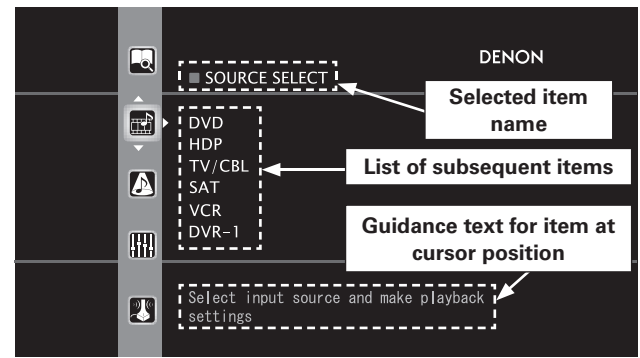 DENON
■ SOURCE SELECT
Selected item
name
DVD
HDP
TV/CBL
SAT
VCR
DVR-1
List of subsequent items
Guidance text for item at
cursor position
Select input source and make playback
settings